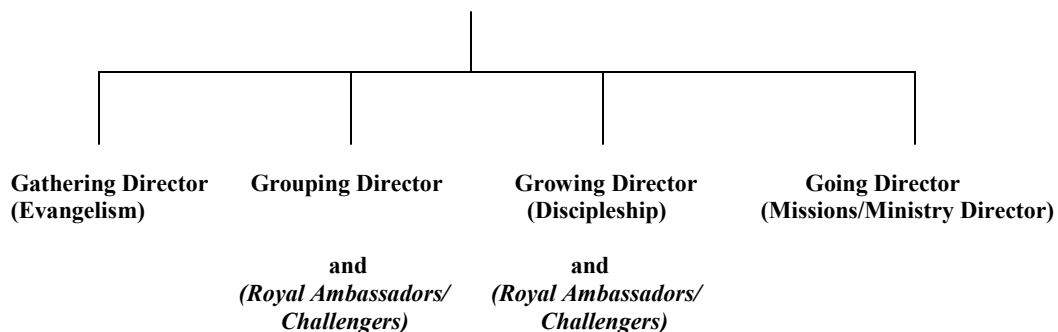 Gathering Director Grouping Director Growing Director Going Director
(Evangelism) (Discipleship) (Missions/Ministry Director)
and and
(Royal Ambassadors/ (Royal Ambassadors/
Challengers) Challengers)